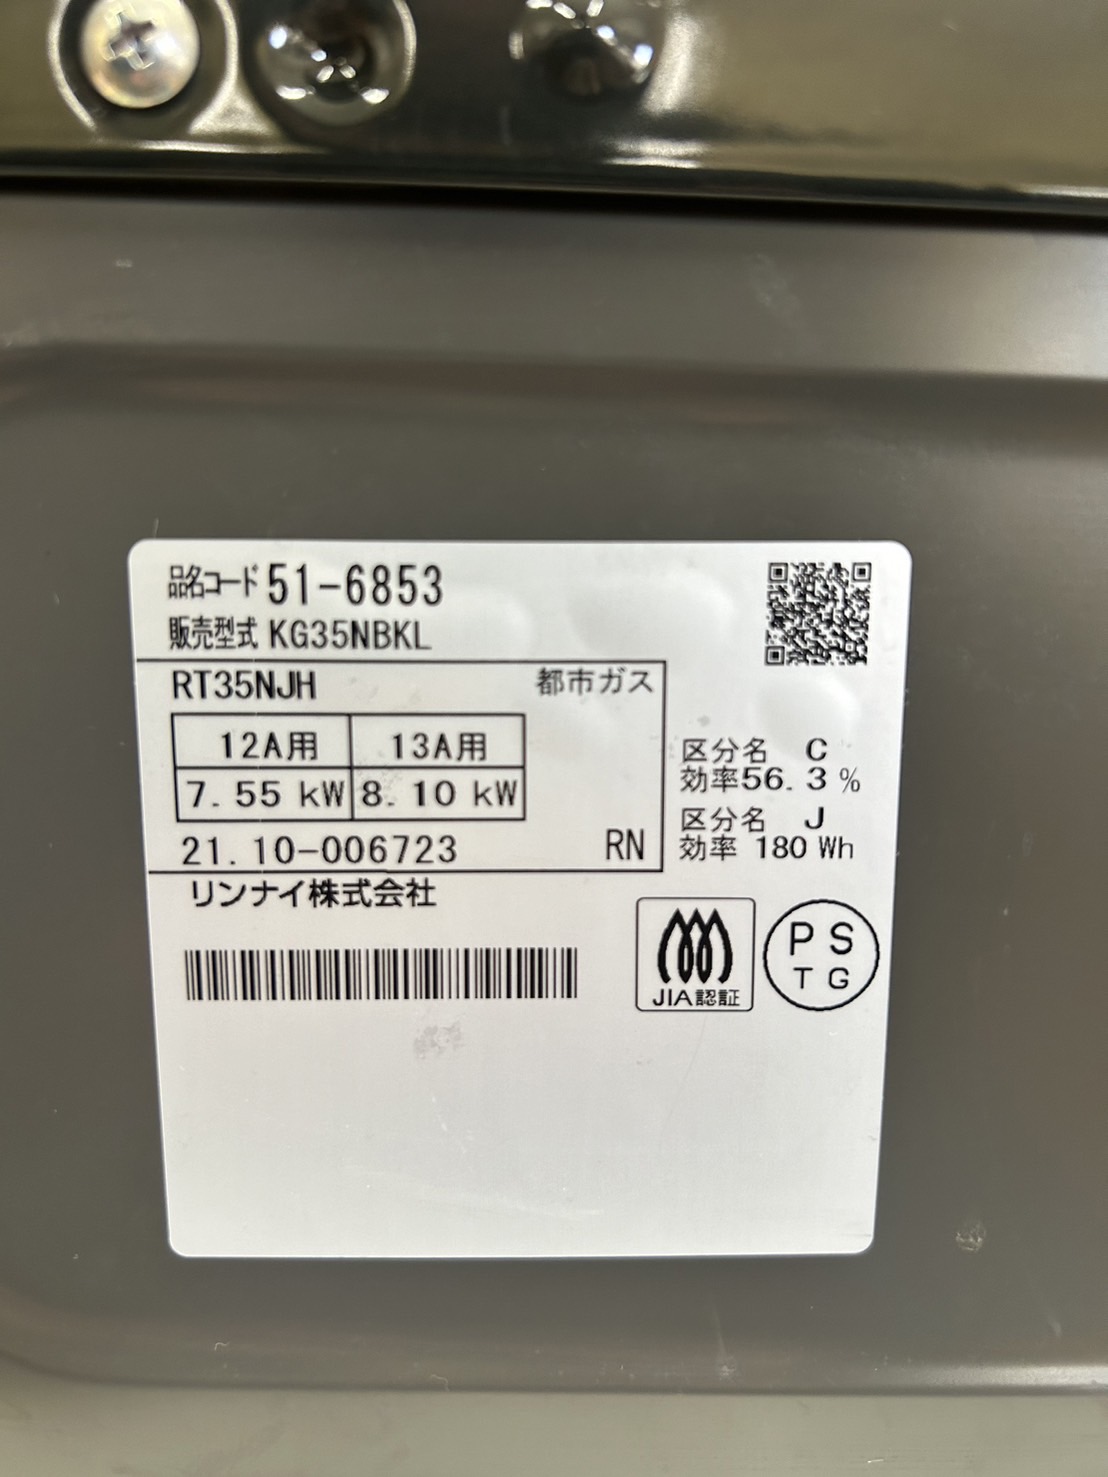 品名コード 51-6853
販売型式 KG35NBKL
RT35NJH 都市ガス
12A用 13A用
7.55 kW 8.10 kW
21.10-006723 RN
リンナイ株式会社
区分名 C
効率56.3 %
区分名 J
効率 180 Wh
JIA認証
PS
TG